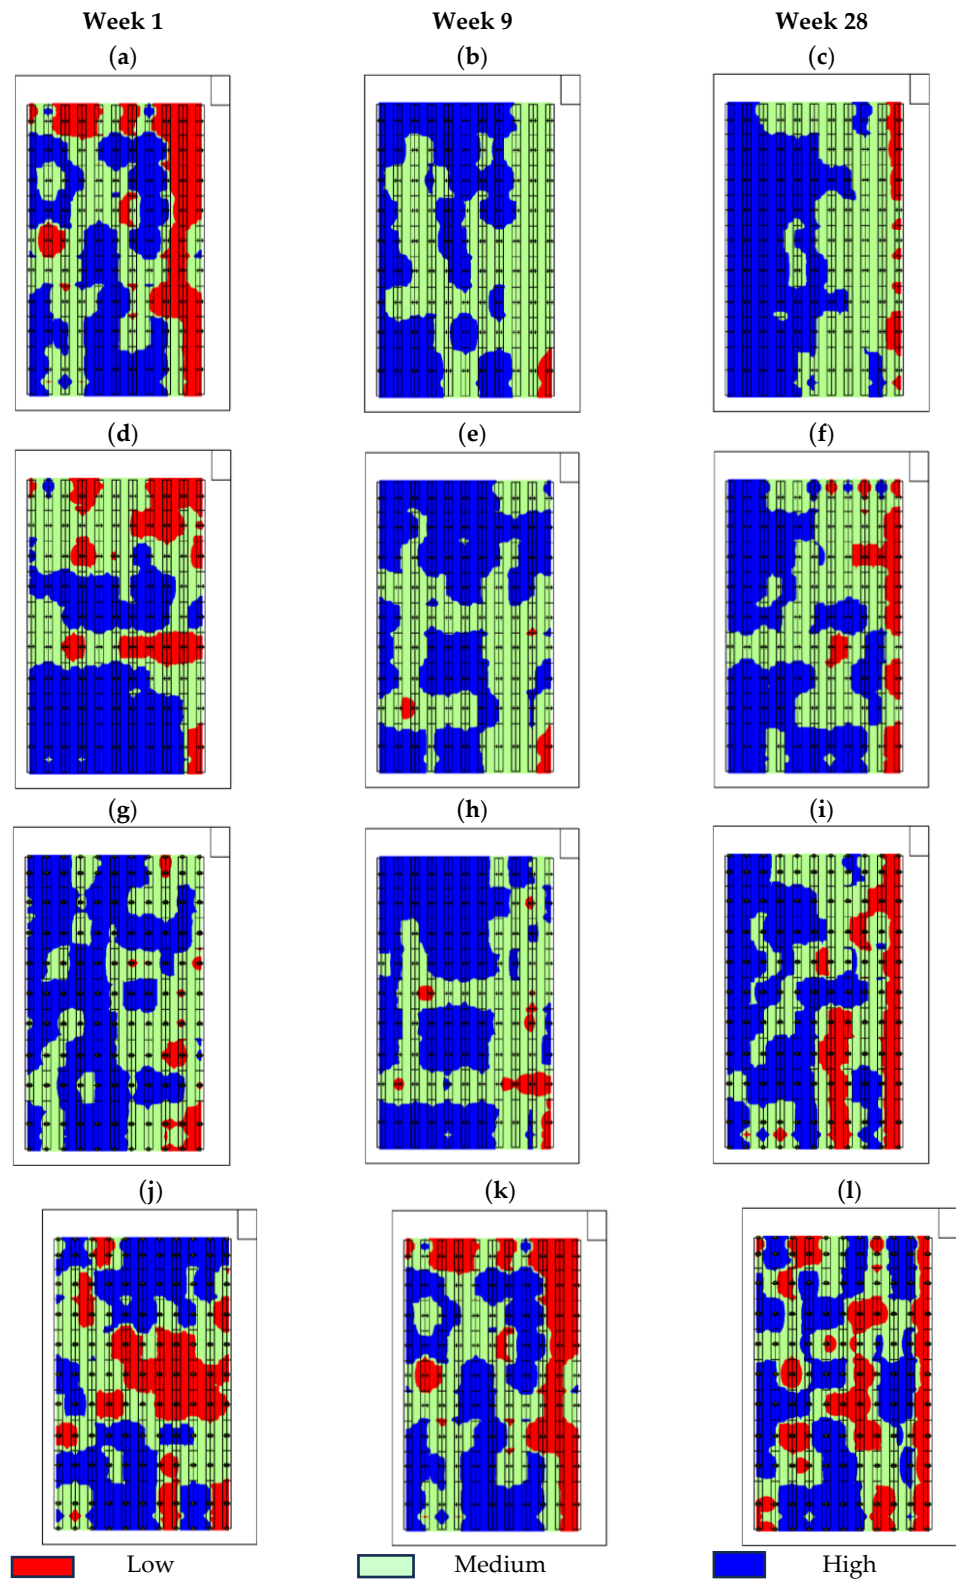 Week 1 Week 9 Week 28
(a) (b) (c)
(d) (e) (f)
(g) (h) (i)
(j) (k) (l)
Low Medium High